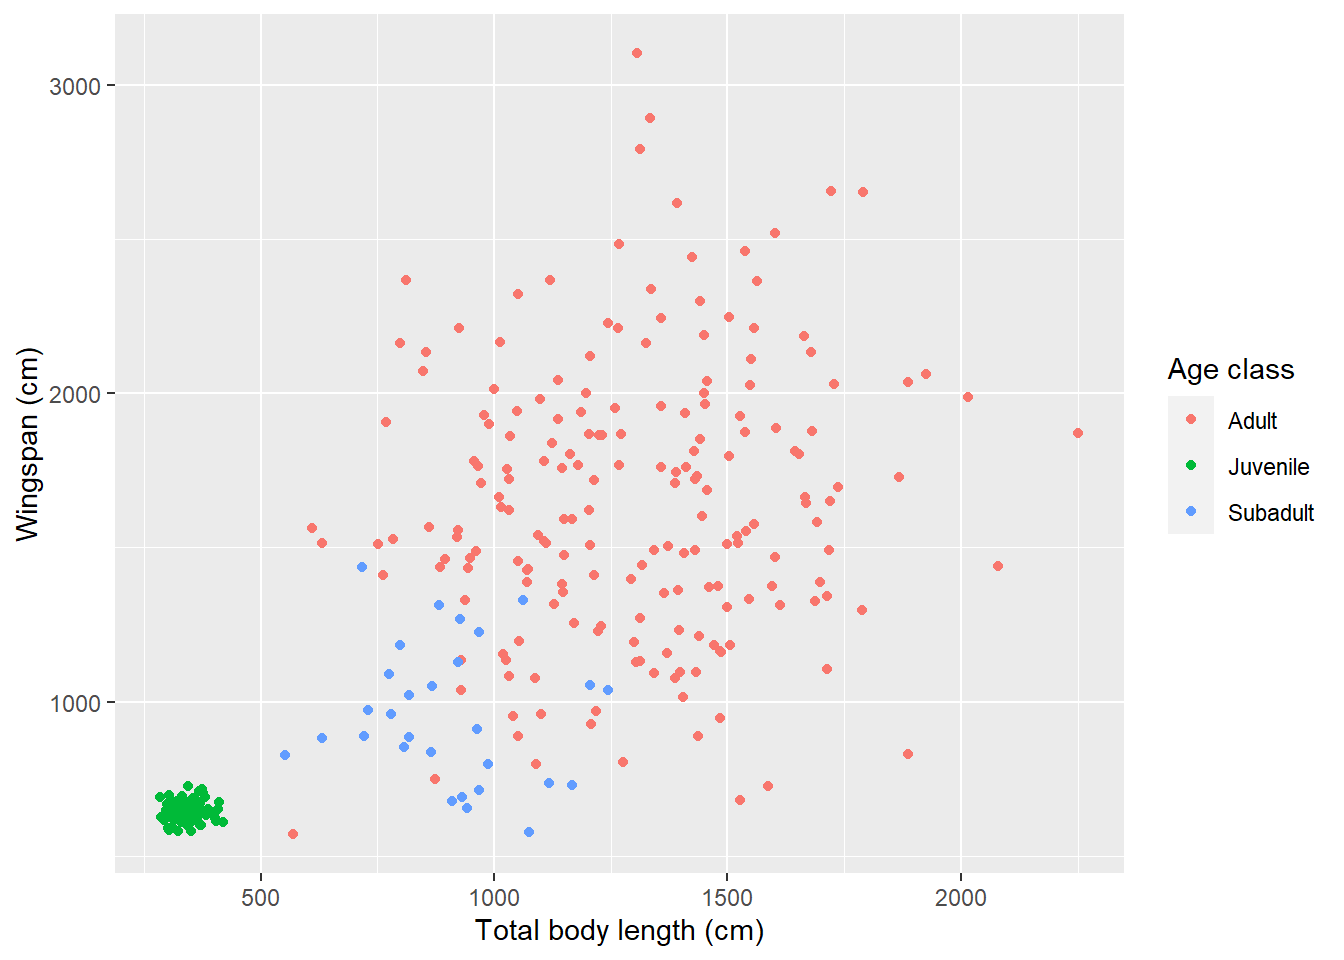 3000
2000
1000
Wingspan (cm)
500 1000 1500 2000
Total body length (cm)
Age class
Adult
Juvenile
Subadult